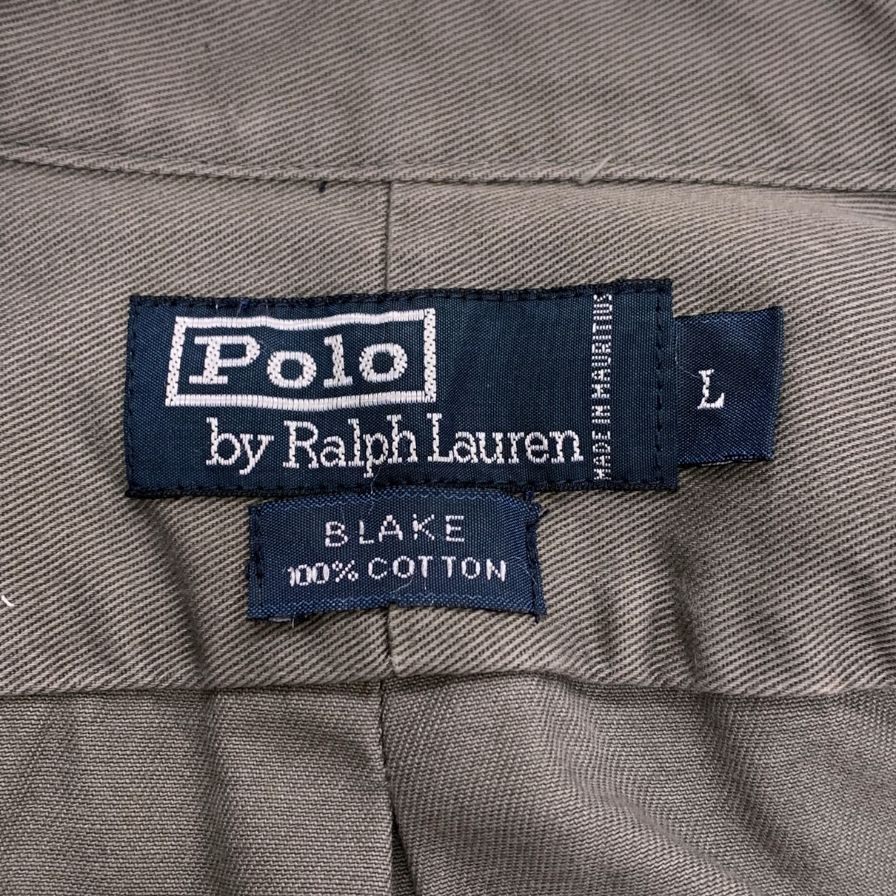 Polo
by Ralph Lauren
MADE IN MAURITIUS
L
BLAKE
100% COTTON